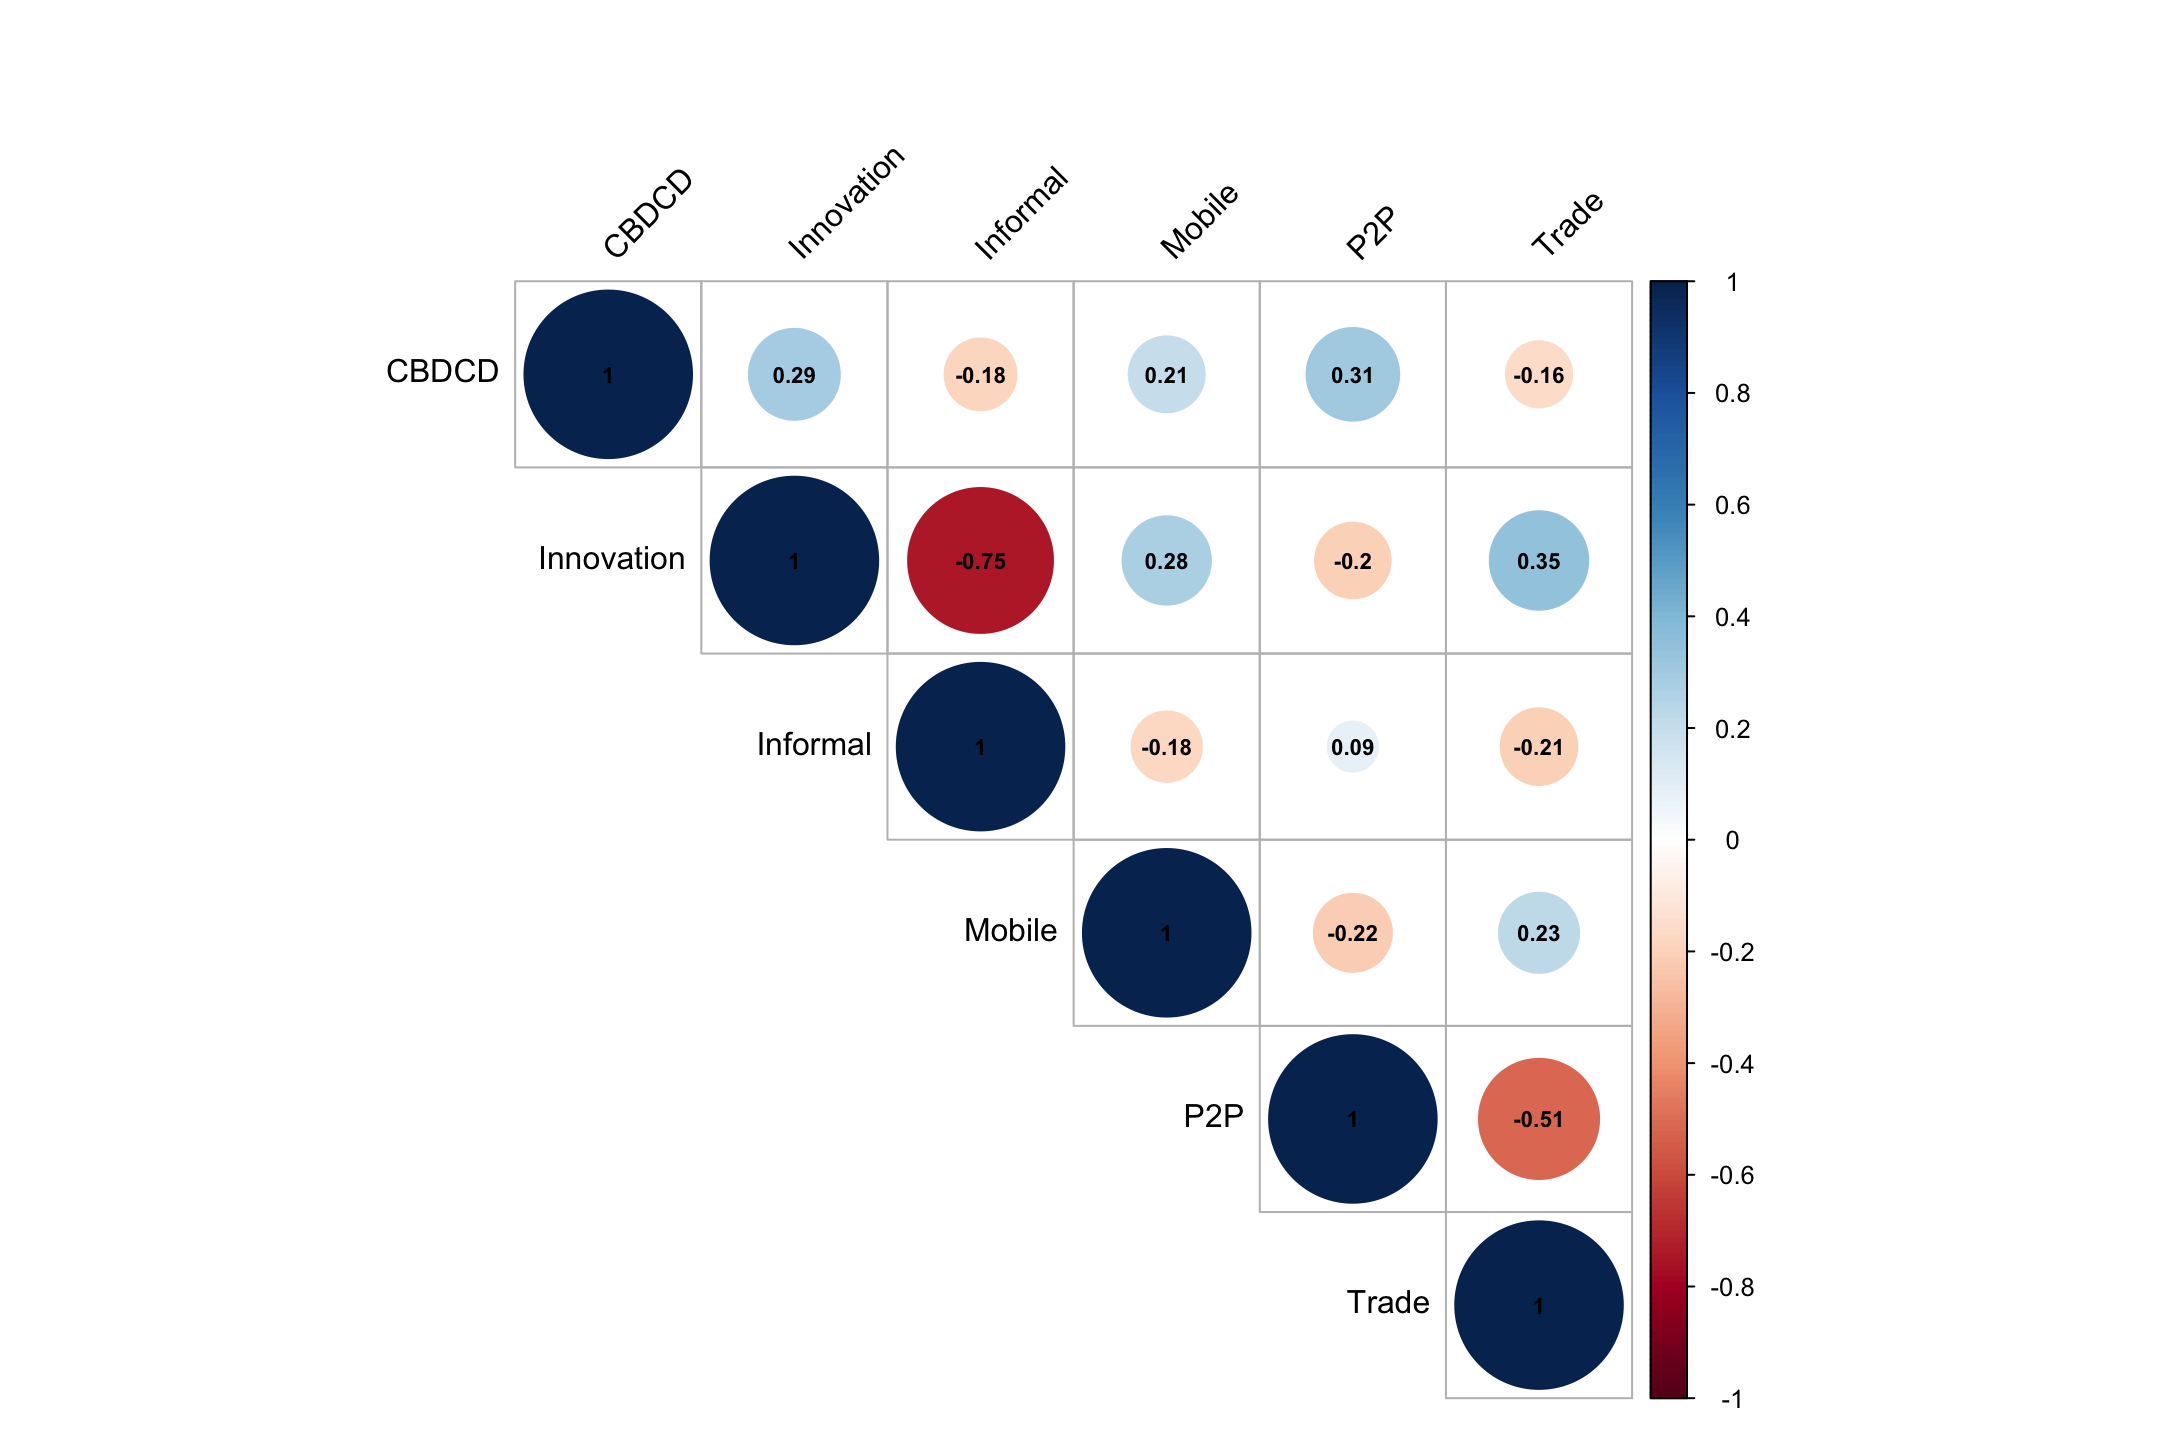 CBDCD Innovation Informal Mobile P2P Trade
CBDCD 1 0.29 -0.18 0.21 0.31 -0.16
Innovation 1 -0.75 0.28 -0.2 0.35
Informal 1 -0.18 0.09 -0.21
Mobile 1 -0.22 0.23
P2P 1 -0.51
Trade 1
1
0.8
0.6
0.4
0.2
0
-0.2
-0.4
-0.6
-0.8
-1